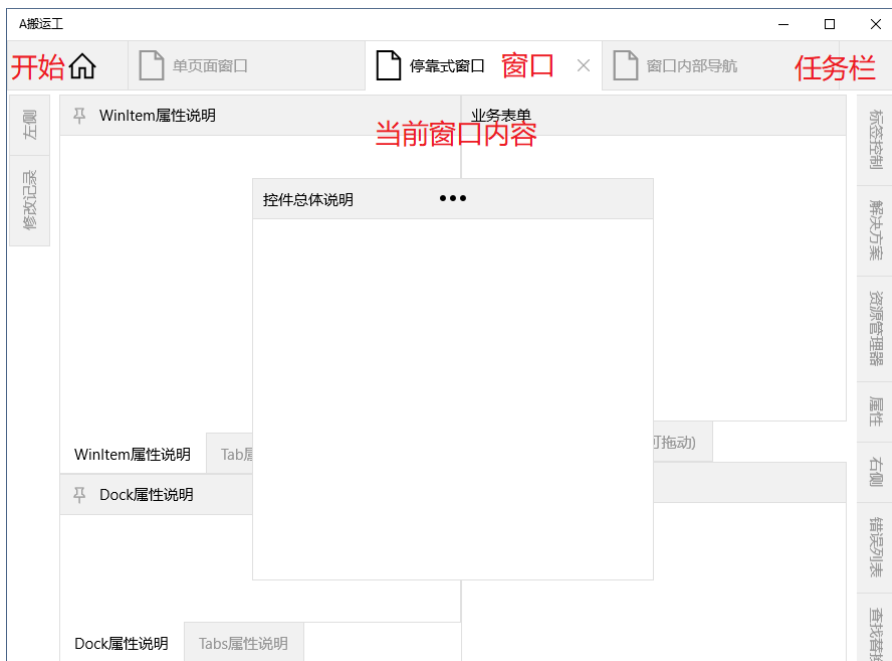 A搬运工
开始
单页面窗口
停靠式窗口
窗口
窗口内部导航
任务栏
左侧
修改记录
WinItem属性说明
业务表单
当前窗口内容
控件总体说明
WinItem属性说明
Tab
可拖动)
Dock属性说明
Dock属性说明
Tabs属性说明
标签控制
解决方案
资源管理器
属性
右侧
错误列表
查找替换